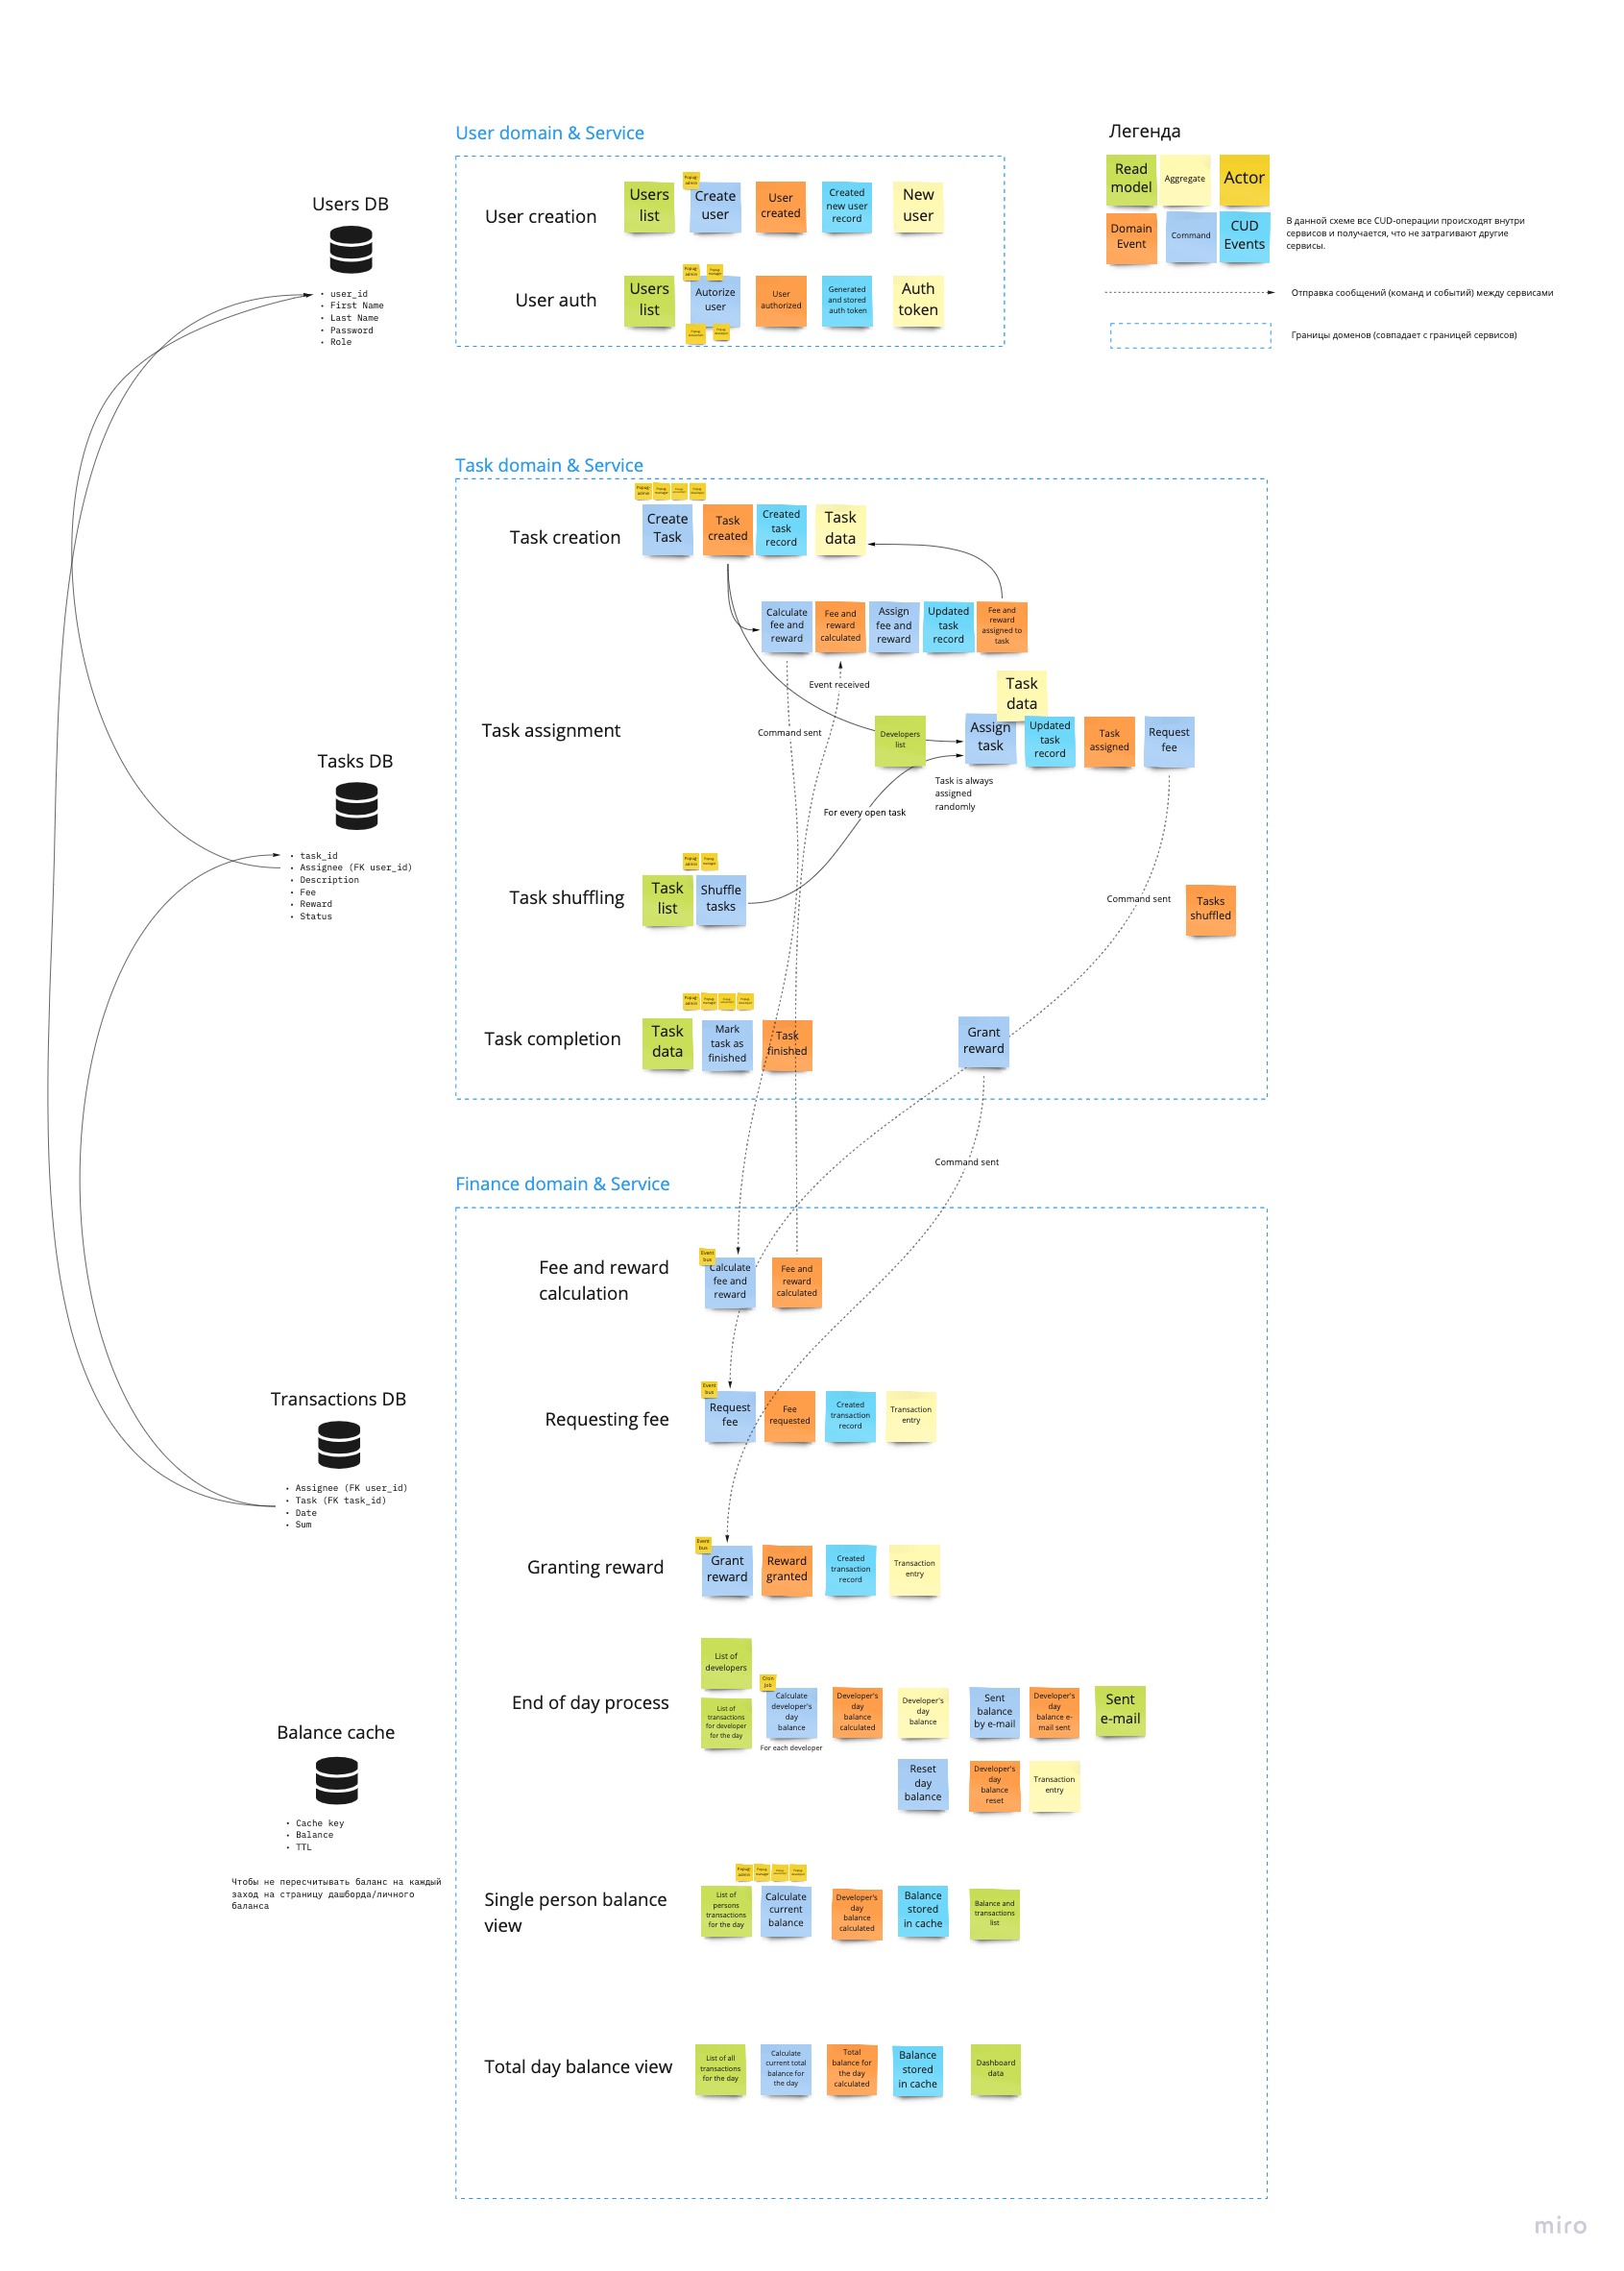 User domain & Service
Легенда
Users DB
user_id
First Name
Last Name
Password
Role
User creation
Users
list
Popug-
admin
Create
user
User
created
Created
new user
record
New
user
User auth
Users
list
Popug-
admin
Autorize
user
User
authorized
Generated
and stored
auth token
Auth
token
Read
model
Aggregate
Actor
Domain
Event
Command
CUD
Events
В данной схеме все CUD-операции происходят внутри
сервисов и получается, что не затрагивают другие
сервисы.
Отправка сообщений (команд и событий) между сервисами
Границы доменов (совпадает с границей сервисов)
Task domain & Service
Task creation
Popug-
admin
Create
Task
Task
created
Created
task
record
Task
data
Calculate
fee and
reward
Fee and
reward
calculated
Assign
fee and
reward
Updated
task
record
Fee and
reward
assigned to
task
Event received
Command sent
Task assignment
Developers
list
Task
data
Assign
task
Updated
task
record
Task
assigned
Request
fee
Task is always
assigned
randomly
For every open task
Tasks DB
task_id
Assignee (FK user_id)
Description
Fee
Reward
Status
Task shuffling
Popug-
admin
Task
list
Shuffle
tasks
Command sent
Tasks
shuffled
Task completion
Popug-
admin
Task
data
Mark
task as
finished
Task
finished
Grant
reward
Command sent
Finance domain & Service
Fee and reward
calculation
Event
bus
Calculate
fee and
reward
Fee and
reward
calculated
Transactions DB
Assignee (FK user_id)
Task (FK task_id)
Date
Sum
Requesting fee
Event
bus
Request
fee
Fee
requested
Created
transaction
record
Transaction
entry
Granting reward
Event
bus
Grant
reward
Reward
granted
Created
transaction
record
Transaction
entry
End of day process
List of
developers
List of
transactions
for developer
for the day
Cron
job
Calculate
developer's
day
balance
For each developer
Developer's
day
balance
calculated
Developer's
day
balance
Sent
balance
by e-mail
Developer's
day
balance e-
mail sent
Sent
e-mail
Reset
day
balance
Developer's
day
balance
reset
Transaction
entry
Balance cache
Cache key
Balance
TTL
Чтобы не пересчитывать баланс на каждый
заход на страницу дашборда/личного
баланса
Single person balance
view
Popug-
admin
List of
persons
transactions
for the day
Calculate
current
balance
Developer's
day
balance
calculated
Balance
stored
in cache
Balance and
transactions
list
Total day balance view
List of all
transactions
for the day
Calculate
current total
balance for
the day
Total
balance for
the day
calculated
Balance
stored
in cache
Dashboard
data
miro